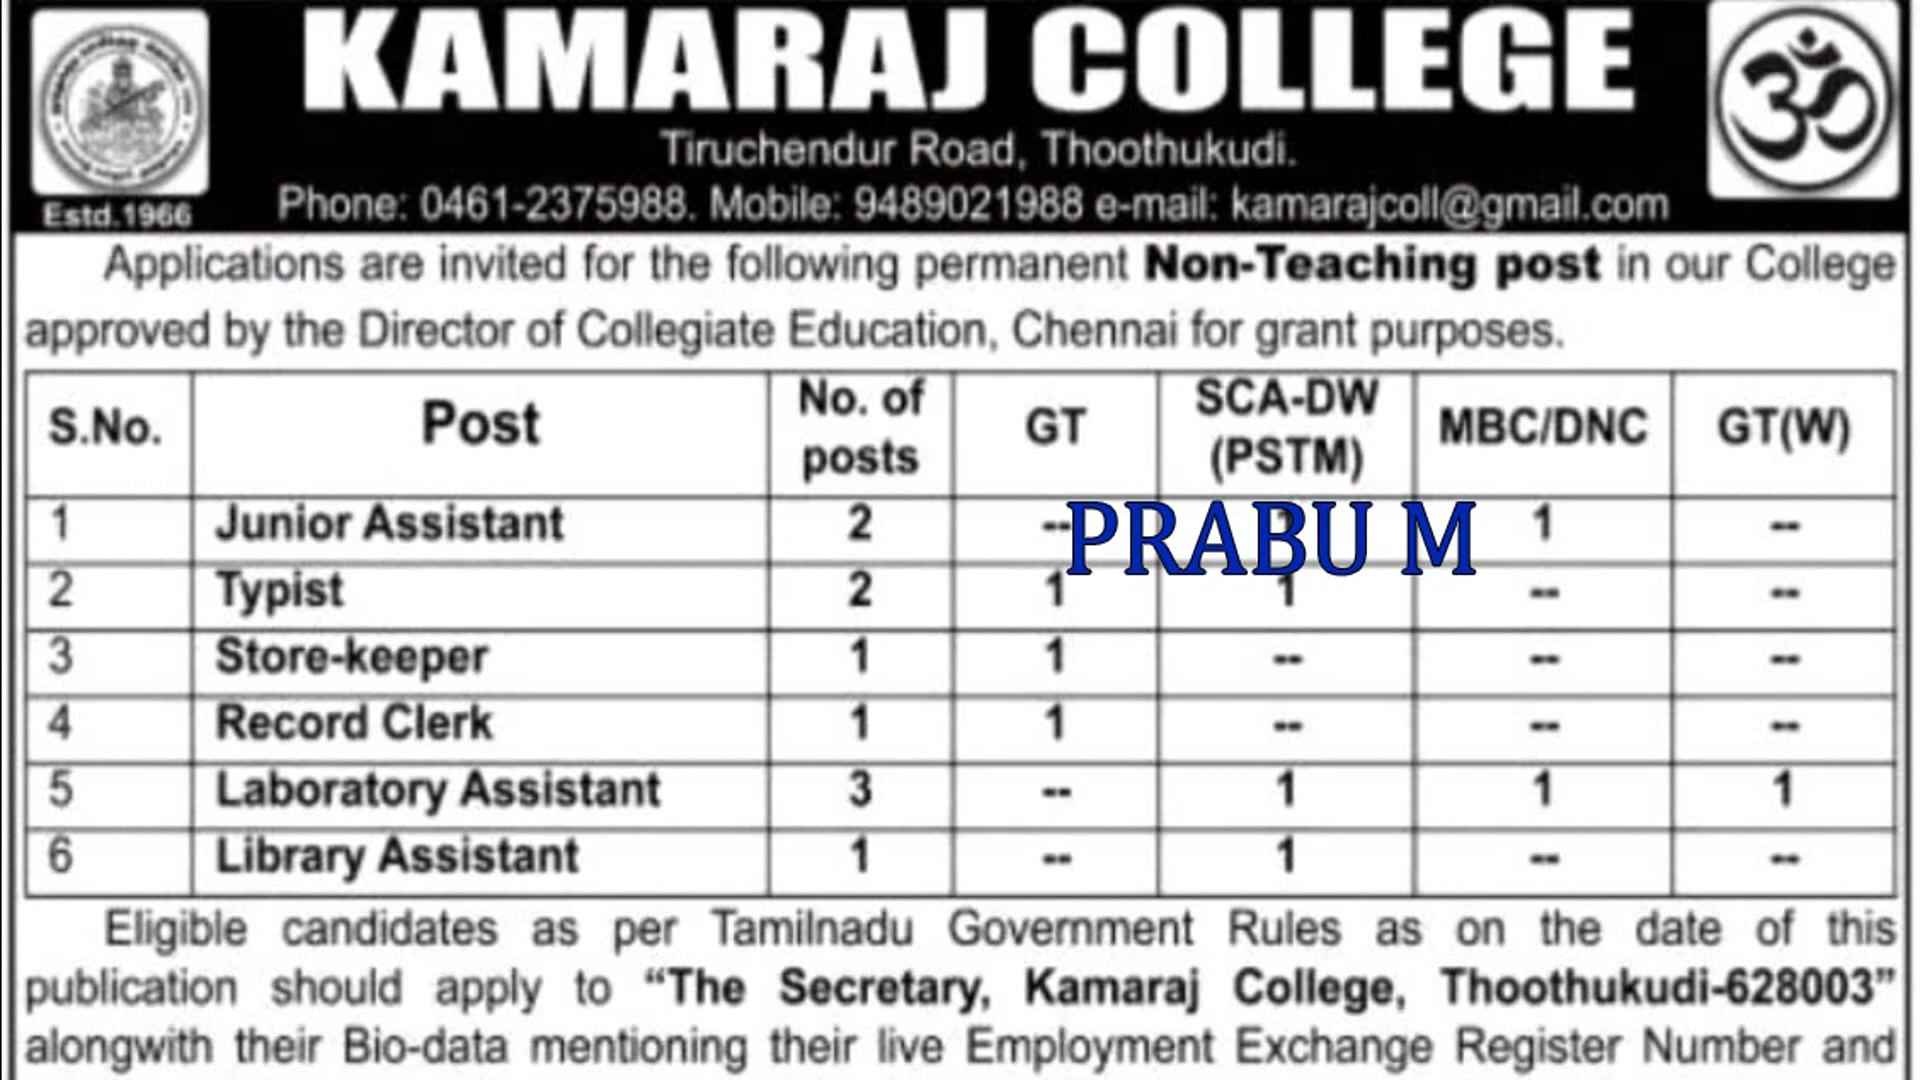 KAMARAJ COLLEGE
Tiruchendur Road, Thoothukudi.
Phone: 0461-2375988. Mobile: 9489021988 e-mail: kamarajcoll@gmail.com
Estd.1966
Applications are invited for the following permanent Non-Teaching post in our College
approved by the Director of Collegiate Education, Chennai for grant purposes.
S.No. Post No. of posts GT SCA-DW (PSTM) MBC/DNC GT(W)
1 Junior Assistant 2 -- 1 1 --
PRABU M
2 Typist 2 1 1 -- --
3 Store-keeper 1 1 -- -- --
4 Record Clerk 1 1 -- -- --
5 Laboratory Assistant 3 -- 1 1 1
6 Library Assistant 1 -- 1 -- --
Eligible candidates as per Tamilnadu Government Rules as on the date of this
publication should apply to “The Secretary, Kamaraj College, Thoothukudi-628003”
alongwith their Bio-data mentioning their live Employment Exchange Register Number and